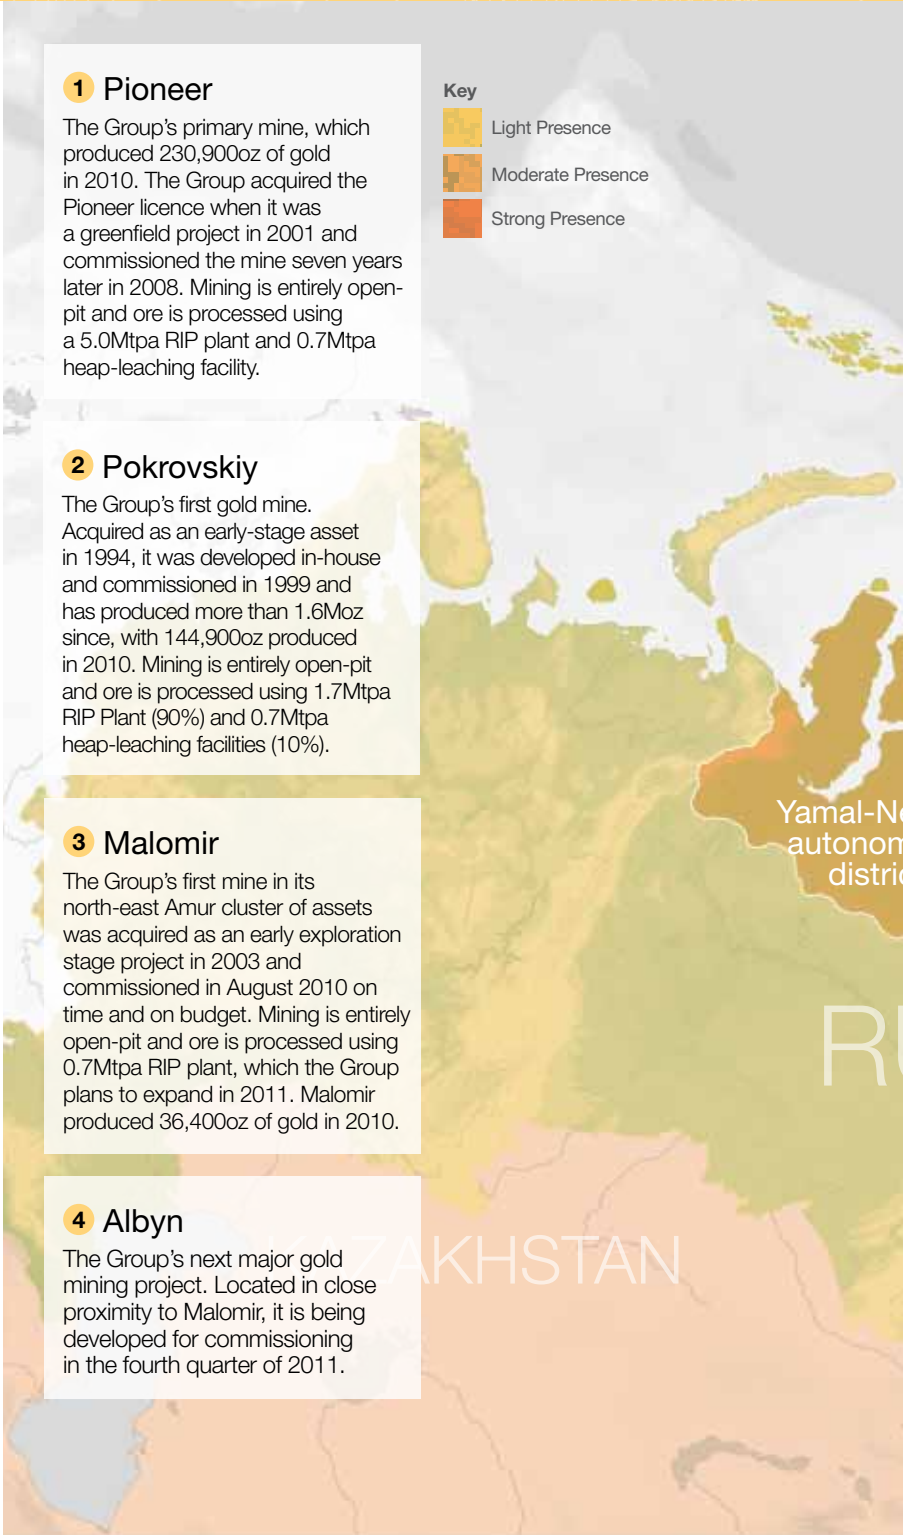 1 Pioneer
The Group's primary mine, which
produced 230,900oz of gold
in 2010. The Group acquired the
Pioneer licence when it was
a greenfield project in 2001 and
commissioned the mine seven years
later in 2008. Mining is entirely open-
pit and ore is processed using
a 5.0Mtpa RIP plant and 0.7Mtpa
heap-leaching facility.
Key
Light Presence
Moderate Presence
Strong Presence
2 Pokrovskiy
The Group's first gold mine.
Acquired as an early-stage asset
in 1994, it was developed in-house
and commissioned in 1999 and
has produced more than 1.6Moz
since, with 144,900oz produced
in 2010. Mining is entirely open-pit
and ore is processed using 1.7Mtpa
RIP Plant (90%) and 0.7Mtpa
heap-leaching facilities (10%).
3 Malomir
The Group's first mine in its
north-east Amur cluster of assets
was acquired as an early exploration
stage project in 2003 and
commissioned in August 2010 on
time and on budget. Mining is entirely
open-pit and ore is processed using
0.7Mtpa RIP plant, which the Group
plans to expand in 2011. Malomir
produced 36,400oz of gold in 2010.
4 Albyn
The Group's next major gold
mining project. Located in close
proximity to Malomir, it is being
developed for commissioning
in the fourth quarter of 2011.
Yamal-Ne
autonom
distric
RU
KAZAKHSTAN